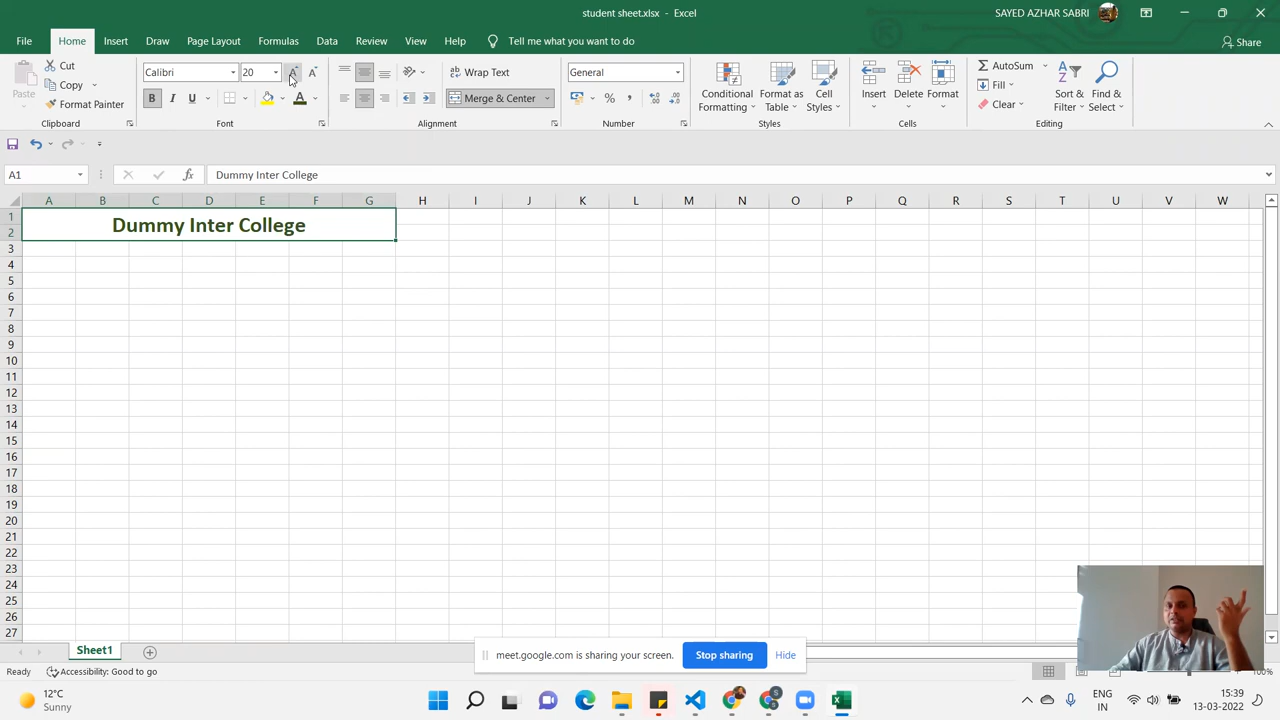 student sheet.xlsx - Excel
SAYED AZHAR SABRI
File Home Insert Draw Page Layout Formulas Data Review View Help Tell me what you want to do Share
Paste
Cut
Copy
Format Painter
Clipboard
Calibri 20
B I U
Font
Wrap Text
Merge & Center
Alignment
General
%
Number
Conditional Formatting
Format as Table
Cell Styles
Styles
Insert
Delete
Format
Cells
AutoSum
Fill
Clear
Sort & Filter
Find & Select
Editing
A1 fx Dummy Inter College
A B C D E F G H I J K L M N O P Q R S T U V W
1
Dummy Inter College
2
3
4
5
6
7
8
9
10
11
12
13
14
15
16
17
18
19
20
21
22
23
24
25
26
27
Sheet1
meet.google.com is sharing your screen. Stop sharing Hide
Ready Accessibility: Good to go 100%
12°C
Sunny
ENG
IN
15:39
13-03-2022